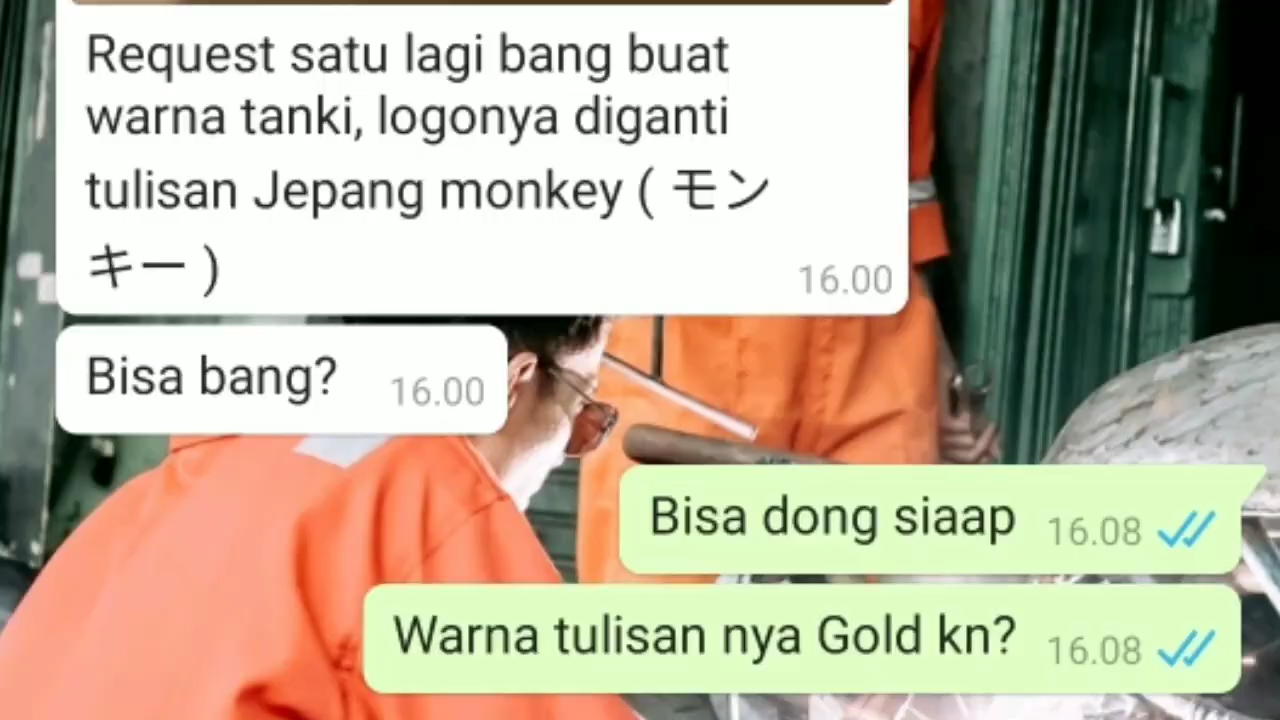 Request satu lagi bang buat
warna tanki, logonya diganti
tulisan Jepang monkey ( モン
キー )
16.00
Bisa bang?
16.00
Bisa dong siaap
16.08
Warna tulisan nya Gold kn?
16.08